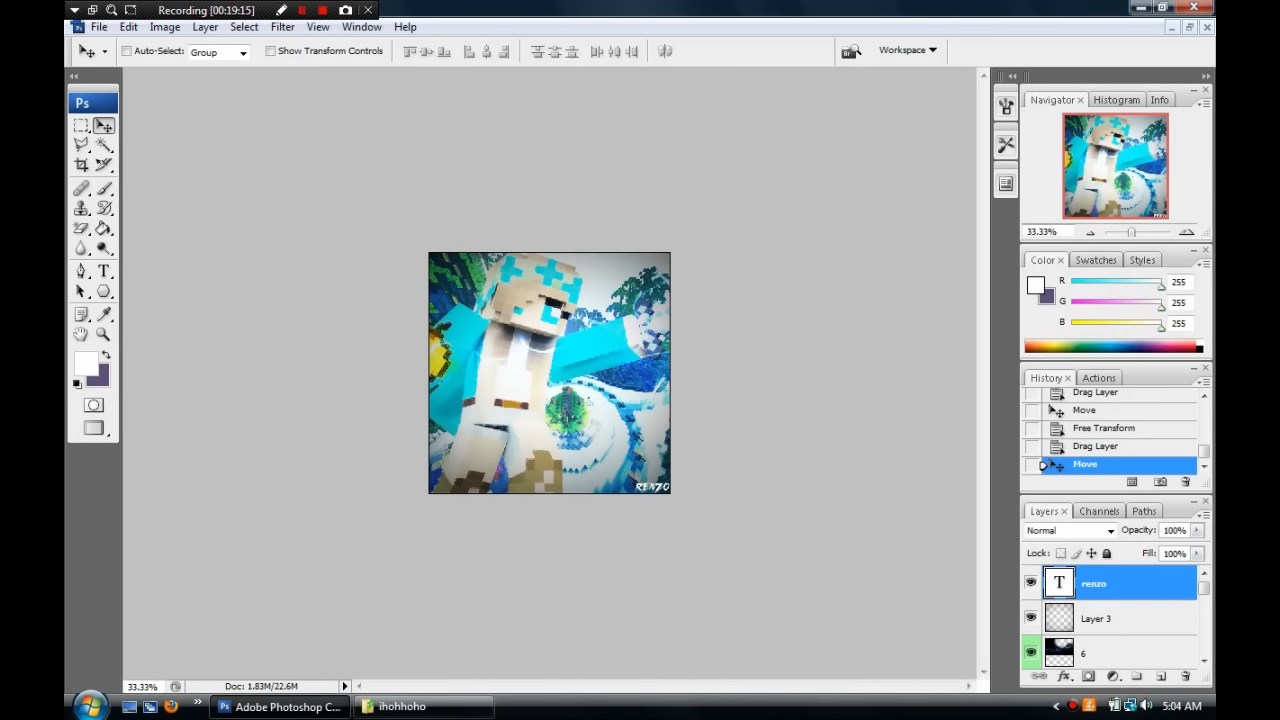 Recording [00:19:15]
File Edit Image Layer Select Filter View Window Help
Auto-Select: Group Show Transform Controls Workspace
Ps
Navigator Histogram Info
33.33%
Color Swatches Styles
R 255
G 255
B 255
History Actions
Drag Layer
Move
Free Transform
Drag Layer
Move
Layers Channels Paths
Normal Opacity: 100%
Lock: Fill: 100%
T renzo
Layer 3
6
RENZO
33.33% Doc: 1.83M/22.6M
Ps Adobe Photoshop C... ihohhoho 5:04 AM